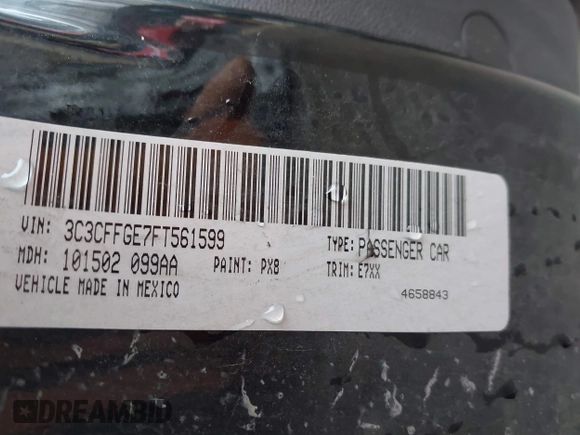 VIN: 3C3CFFGE7FT561599 TYPE: PASSENGER CAR
MDH: 101502 099AA PAINT: PX8 TRIM: E7XX
VEHICLE MADE IN MEXICO 4658843
DREAMBID